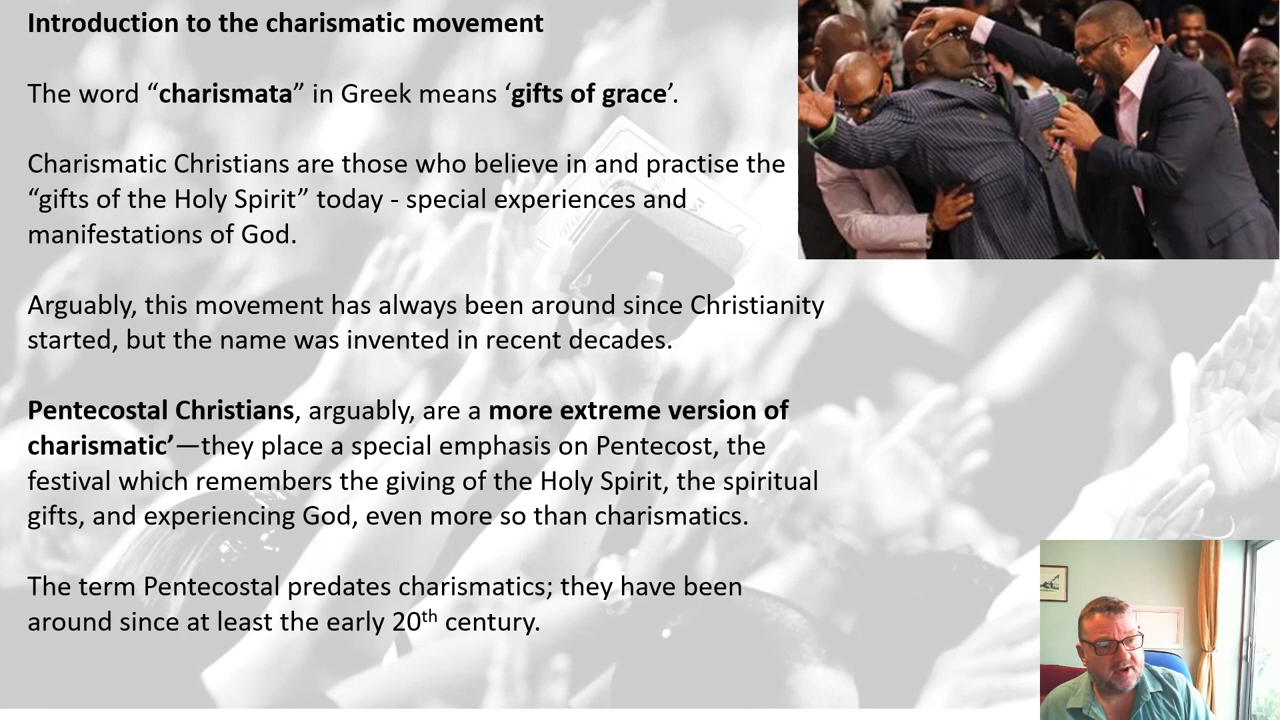 Introduction to the charismatic movement
The word “charismata” in Greek means ‘gifts of grace’.
Charismatic Christians are those who believe in and practise the
“gifts of the Holy Spirit” today - special experiences and
manifestations of God.
Arguably, this movement has always been around since Christianity
started, but the name was invented in recent decades.
Pentecostal Christians, arguably, are a more extreme version of
charismatic’—they place a special emphasis on Pentecost, the
festival which remembers the giving of the Holy Spirit, the spiritual
gifts, and experiencing God, even more so than charismatics.
The term Pentecostal predates charismatics; they have been
around since at least the early 20th century.